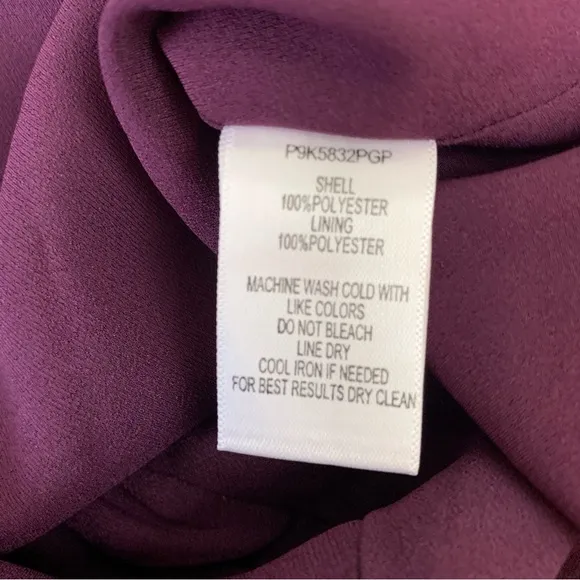 P9K5832PGP
SHELL
100%POLYESTER
LINING
100%POLYESTER
MACHINE WASH COLD WITH
LIKE COLORS
DO NOT BLEACH
LINE DRY
COOL IRON IF NEEDED
FOR BEST RESULTS DRY CLEAN